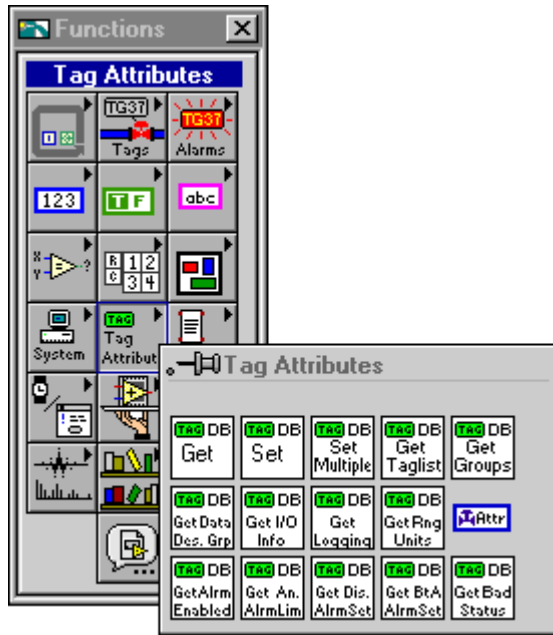 Functions
Tag Attributes
TG37
TG37
Tags
Alarms
123
T F
abc
X
Y
?
R 1 2
C 3 4
System
TAG
Tag
Attribut
Tag Attributes
TAG DB
Get
TAG DB
Set
TAG DB
Set
Multiple
TAG DB
Get
Taglist
TAG DB
Get
Groups
TAG DB
Get Data
Des. Grp
TAG DB
Get I/O
Info
TAG DB
Get
Logging
TAG DB
Get Rng
Units
Attr
TAG DB
GetAlrm
Enabled
TAG DB
Get An.
AlrmLim
TAG DB
Get Dis.
AlrmSet
TAG DB
Get BtA
AlrmSet
TAG DB
Get Bad
Status